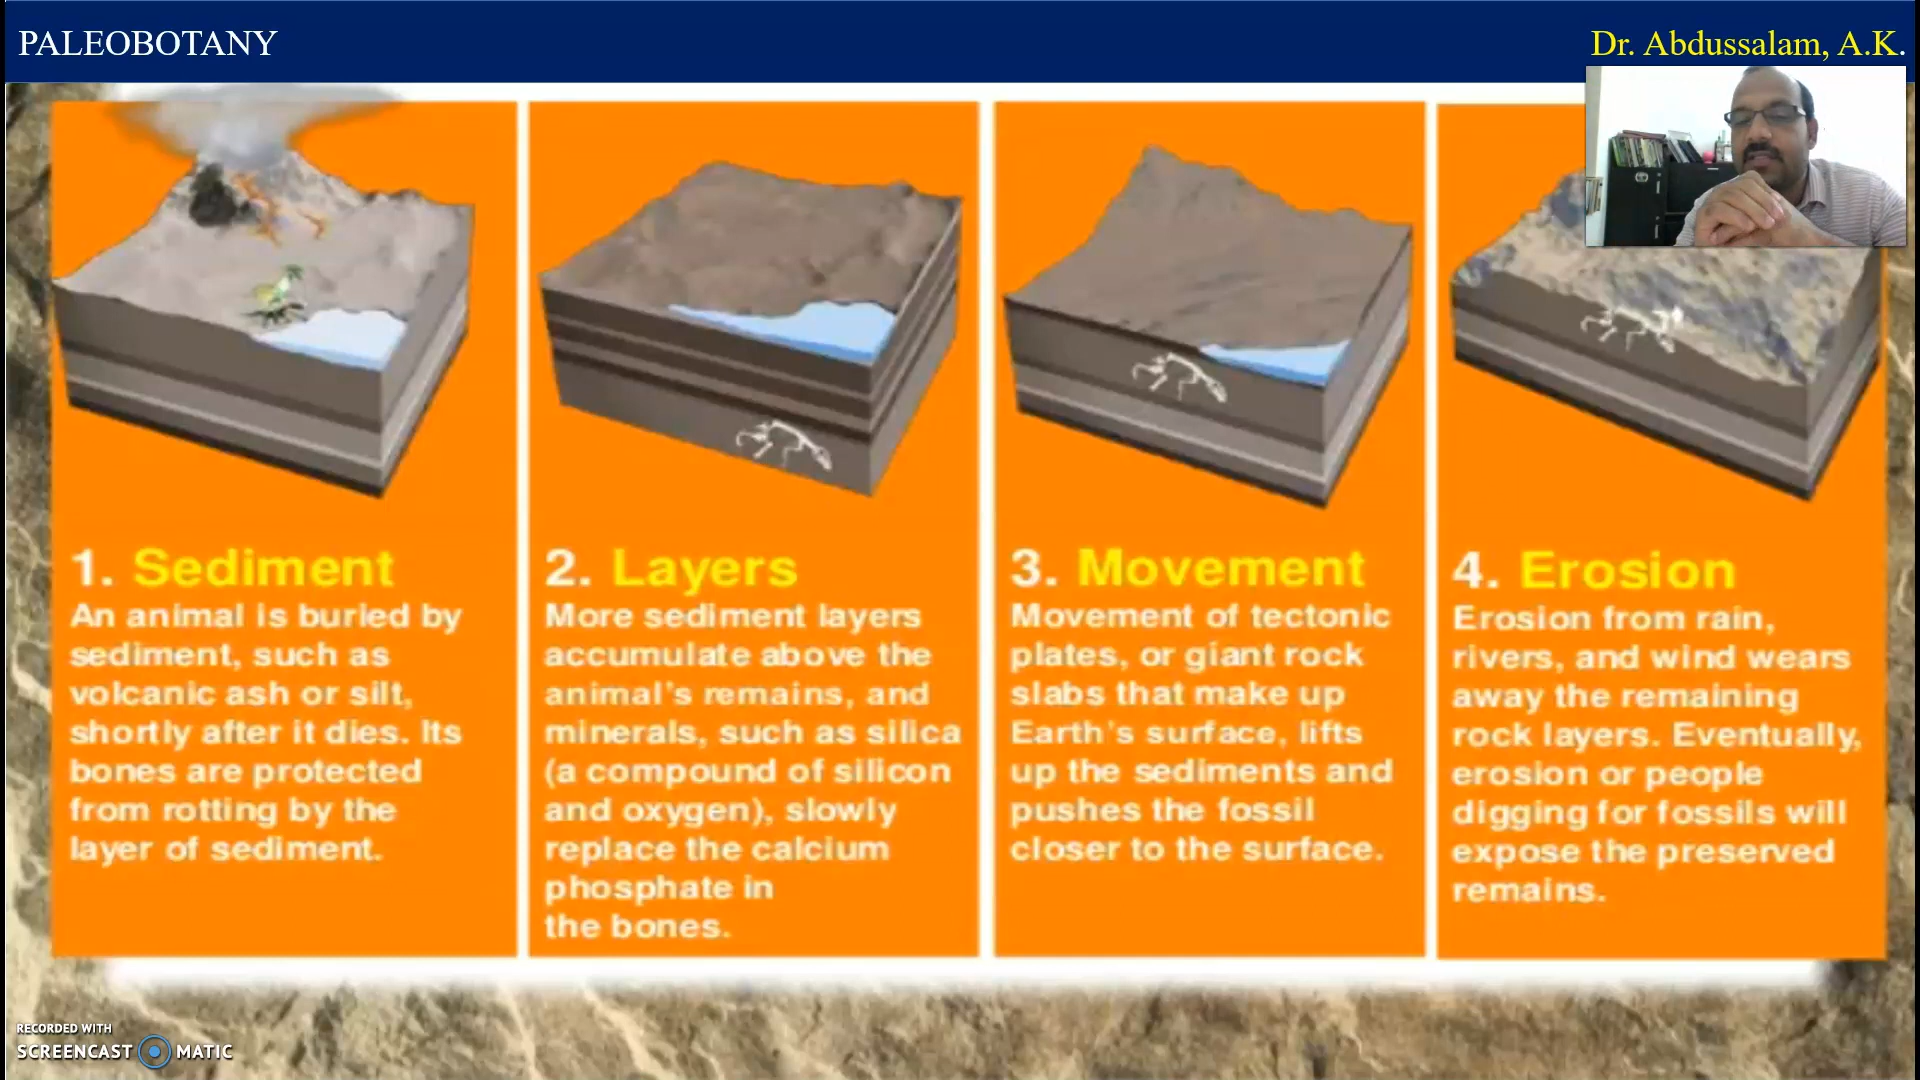 PALEOBOTANY
Dr. Abdussalam, A.K.
1. Sediment
An animal is buried by
sediment, such as
volcanic ash or silt,
shortly after it dies. Its
bones are protected
from rotting by the
layer of sediment.
2. Layers
More sediment layers
accumulate above the
animal's remains, and
minerals, such as silica
(a compound of silicon
and oxygen), slowly
replace the calcium
phosphate in
the bones.
3. Movement
Movement of tectonic
plates, or giant rock
slabs that make up
Earth's surface, lifts
up the sediments and
pushes the fossil
closer to the surface.
4. Erosion
Erosion from rain,
rivers, and wind wears
away the remaining
rock layers. Eventually,
erosion or people
digging for fossils will
expose the preserved
remains.
RECORDED WITH
SCREENCAST MATIC